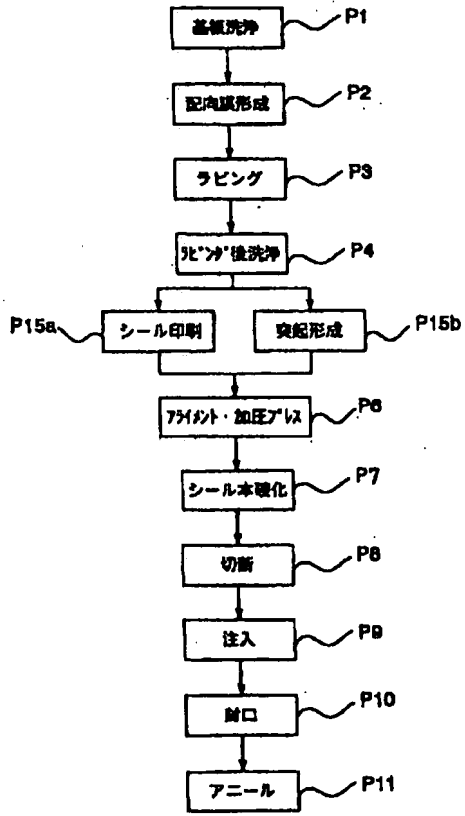 基板洗浄 P1
配向膜形成 P2
ラビング P3
ラビング後洗浄 P4
P15a シール印刷 突起形成 P15b
アライメント・加圧プレス P6
シール本硬化 P7
切断 P8
注入 P9
封口 P10
アニール P11